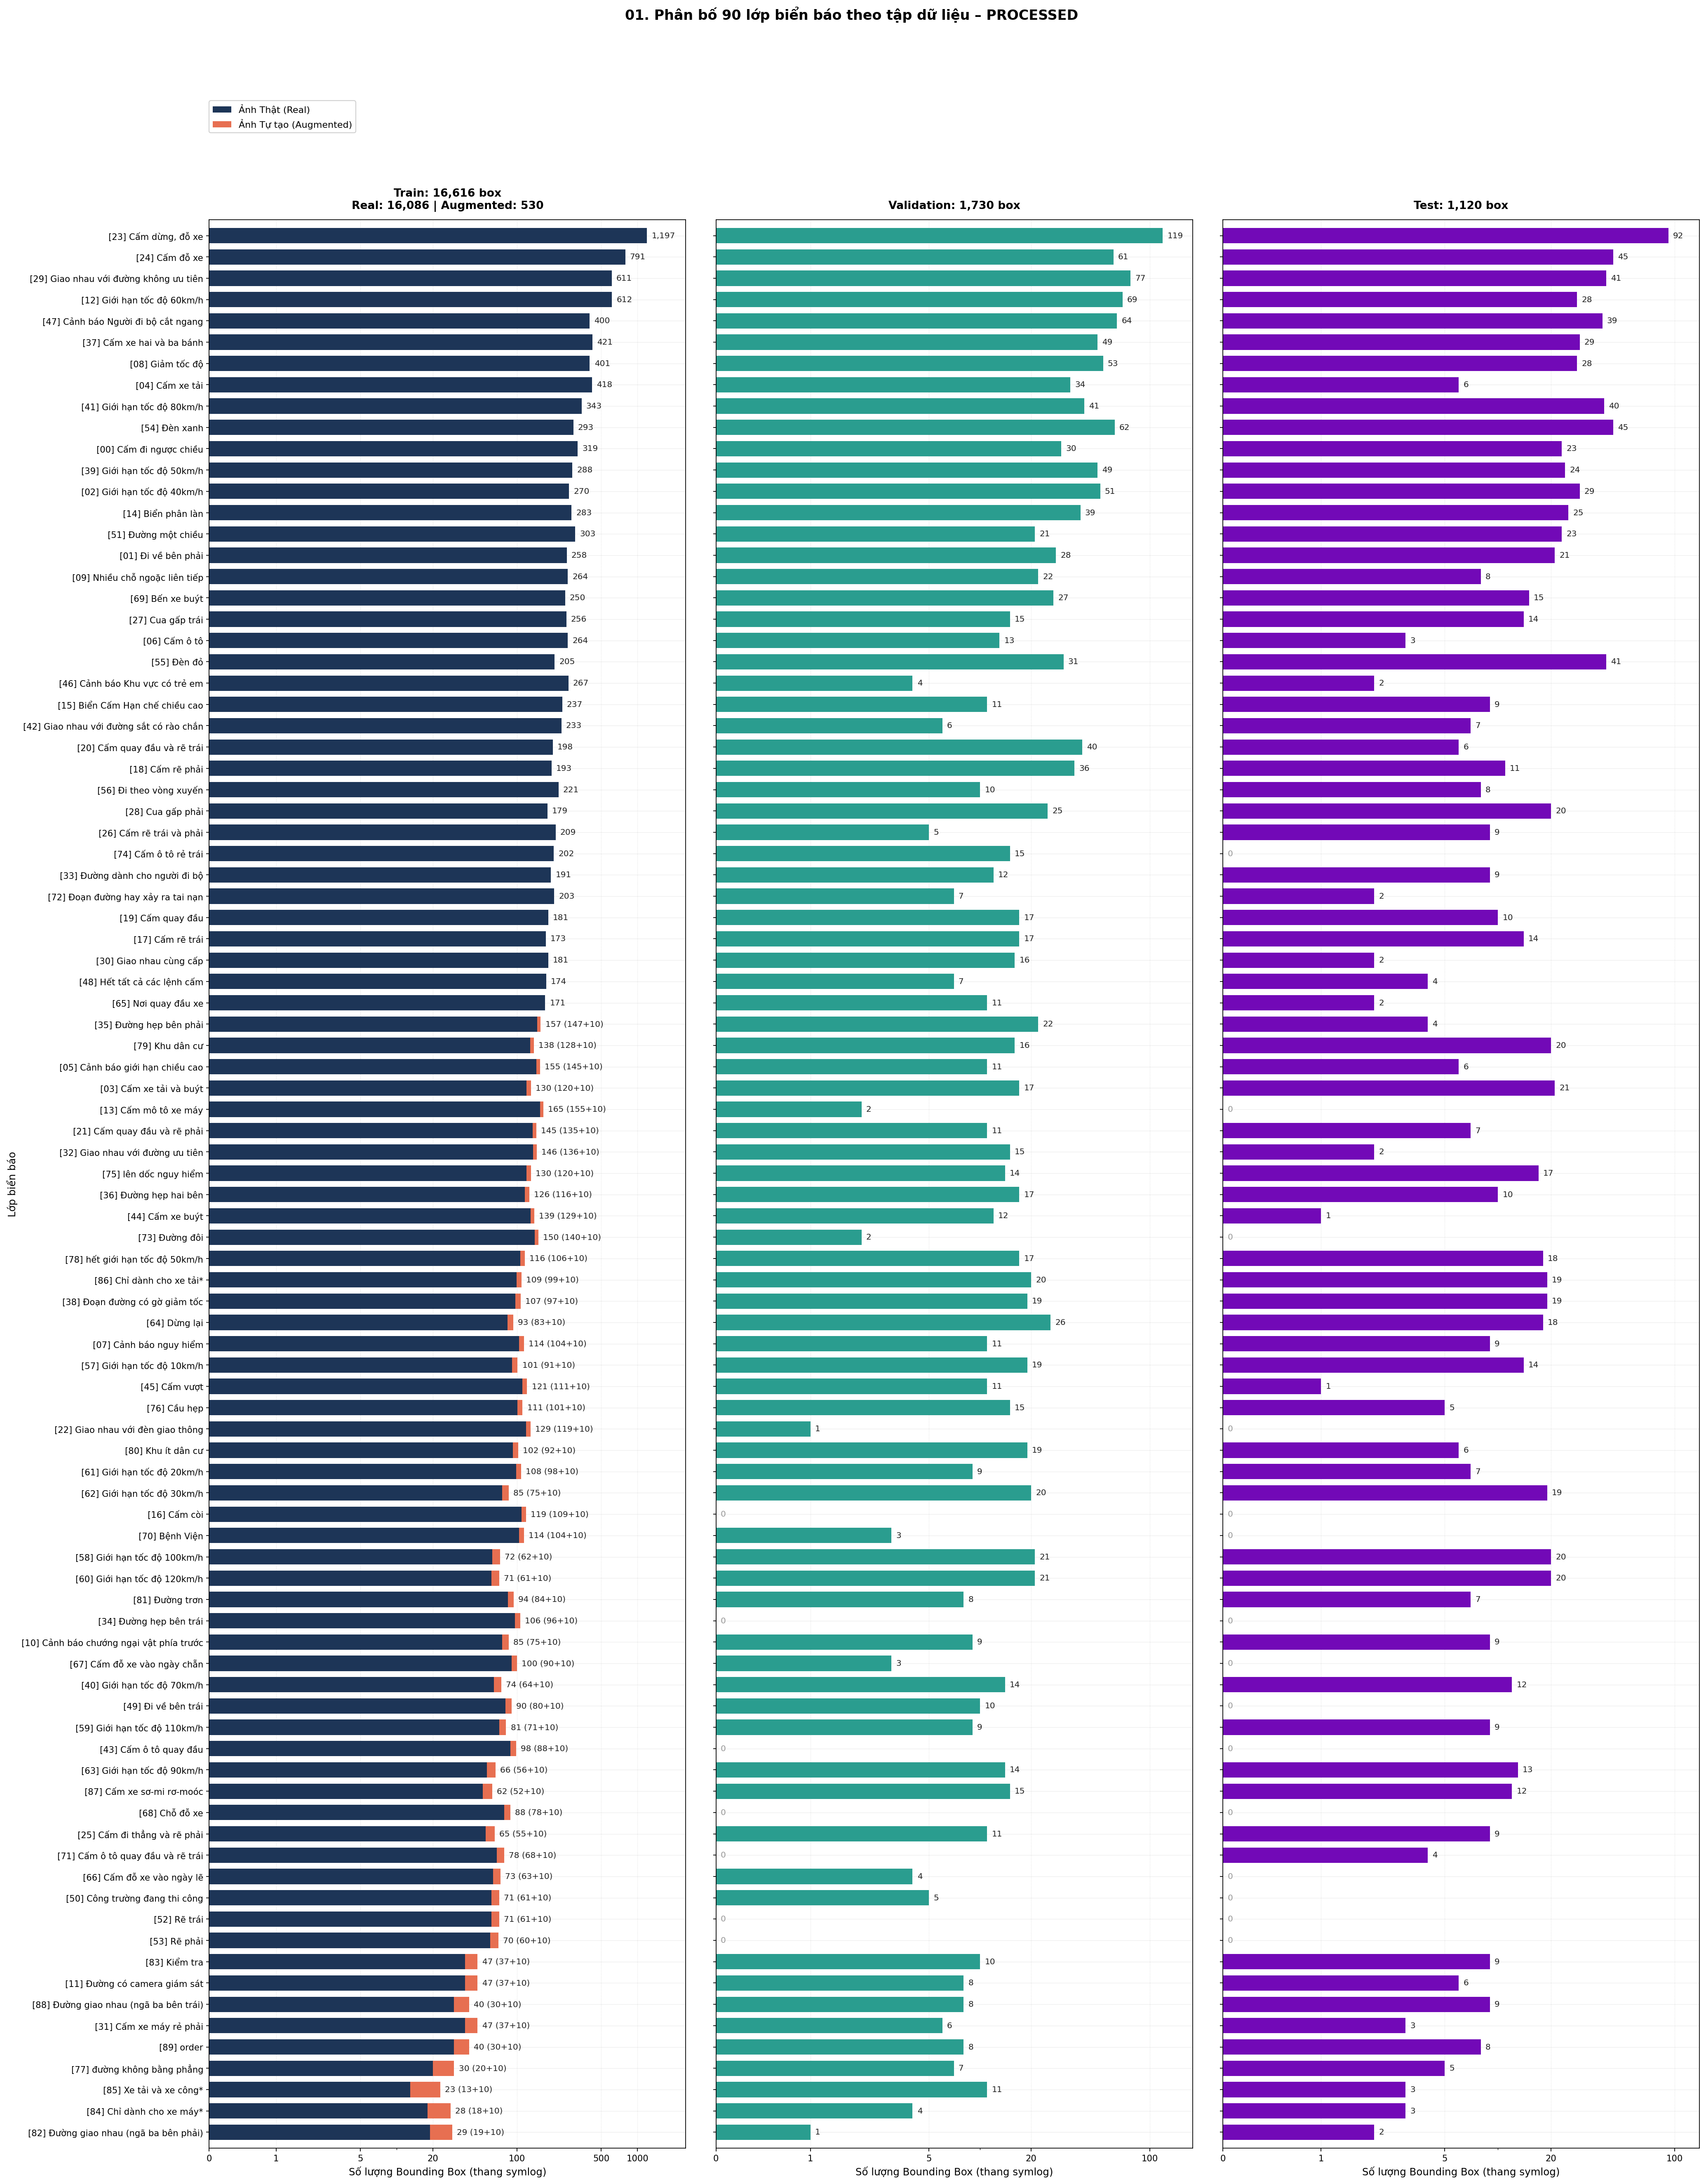 01. Phân bố 90 lớp biển báo theo tập dữ liệu – PROCESSED
Ảnh Thật (Real)
Ảnh Tự tạo (Augmented)
Train: 16,616 box
Real: 16,086 | Augmented: 530
Validation: 1,730 box
Test: 1,120 box
Lớp biển báo
[23] Cấm dừng, đỗ xe 1,197 119 92
[24] Cấm đỗ xe 791 61 45
[29] Giao nhau với đường không ưu tiên 611 77 41
[12] Giới hạn tốc độ 60km/h 612 69 28
[47] Cảnh báo Người đi bộ cắt ngang 400 64 39
[37] Cấm xe hai và ba bánh 421 49 29
[08] Giảm tốc độ 401 53 28
[04] Cấm xe tải 418 34 6
[41] Giới hạn tốc độ 80km/h 343 41 40
[54] Đèn xanh 293 62 45
[00] Cấm đi ngược chiều 319 30 23
[39] Giới hạn tốc độ 50km/h 288 49 24
[02] Giới hạn tốc độ 40km/h 270 51 29
[14] Biển phân làn 283 39 25
[51] Đường một chiều 303 21 23
[01] Đi về bên phải 258 28 21
[09] Nhiều chỗ ngoặc liên tiếp 264 22 8
[69] Bến xe buýt 250 27 15
[27] Cua gấp trái 256 15 14
[06] Cấm ô tô 264 13 3
[55] Đèn đỏ 205 31 41
[46] Cảnh báo Khu vực có trẻ em 267 4 2
[15] Biển Cấm Hạn chế chiều cao 237 11 9
[42] Giao nhau với đường sắt có rào chắn 233 6 7
[20] Cấm quay đầu và rẽ trái 198 40 6
[18] Cấm rẽ phải 193 36 11
[56] Đi theo vòng xuyến 221 10 8
[28] Cua gấp phải 179 25 20
[26] Cấm rẽ trái và phải 209 5 9
[74] Cấm ô tô rẻ trái 202 15 0
[33] Đường dành cho người đi bộ 191 12 9
[72] Đoạn đường hay xảy ra tai nạn 203 7 2
[19] Cấm quay đầu 181 17 10
[17] Cấm rẽ trái 173 17 14
[30] Giao nhau cùng cấp 181 16 2
[48] Hết tất cả các lệnh cấm 174 7 4
[65] Nơi quay đầu xe 171 11 2
[35] Đường hẹp bên phải 157 (147+10) 22 4
[79] Khu dân cư 138 (128+10) 16 20
[05] Cảnh báo giới hạn chiều cao 155 (145+10) 11 6
[03] Cấm xe tải và buýt 130 (120+10) 17 21
[13] Cấm mô tô xe máy 165 (155+10) 2 0
[21] Cấm quay đầu và rẽ phải 145 (135+10) 11 7
[32] Giao nhau với đường ưu tiên 146 (136+10) 15 2
[75] lên dốc nguy hiểm 130 (120+10) 14 17
[36] Đường hẹp hai bên 126 (116+10) 17 10
[44] Cấm xe buýt 139 (129+10) 12 1
[73] Đường đôi 150 (140+10) 2 0
[78] hết giới hạn tốc độ 50km/h 116 (106+10) 17 18
[86] Chỉ dành cho xe tải* 109 (99+10) 20 19
[38] Đoạn đường có gờ giảm tốc 107 (97+10) 19 19
[64] Dừng lại 93 (83+10) 26 18
[07] Cảnh báo nguy hiểm 114 (104+10) 11 9
[57] Giới hạn tốc độ 10km/h 101 (91+10) 19 14
[45] Cấm vượt 121 (111+10) 11 1
[76] Cầu hẹp 111 (101+10) 15 5
[22] Giao nhau với đèn giao thông 129 (119+10) 1 0
[80] Khu ít dân cư 102 (92+10) 19 6
[61] Giới hạn tốc độ 20km/h 108 (98+10) 9 7
[62] Giới hạn tốc độ 30km/h 85 (75+10) 20 19
[16] Cấm còi 119 (109+10) 0 0
[70] Bệnh Viện 114 (104+10) 3 0
[58] Giới hạn tốc độ 100km/h 72 (62+10) 21 20
[60] Giới hạn tốc độ 120km/h 71 (61+10) 21 20
[81] Đường trơn 94 (84+10) 8 7
[34] Đường hẹp bên trái 106 (96+10) 0 0
[10] Cảnh báo chướng ngại vật phía trước 85 (75+10) 9 9
[67] Cấm đỗ xe vào ngày chẵn 100 (90+10) 3 0
[40] Giới hạn tốc độ 70km/h 74 (64+10) 14 12
[49] Đi về bên trái 90 (80+10) 10 0
[59] Giới hạn tốc độ 110km/h 81 (71+10) 9 9
[43] Cấm ô tô quay đầu 98 (88+10) 0 0
[63] Giới hạn tốc độ 90km/h 66 (56+10) 14 13
[87] Cấm xe sơ-mi rơ-moóc 62 (52+10) 15 12
[68] Chỗ đỗ xe 88 (78+10) 0 0
[25] Cấm đi thẳng và rẽ phải 65 (55+10) 11 9
[71] Cấm ô tô quay đầu và rẽ trái 78 (68+10) 0 4
[66] Cấm đỗ xe vào ngày lẽ 73 (63+10) 4 0
[50] Công trường đang thi công 71 (61+10) 5 0
[52] Rẽ trái 71 (61+10) 0 0
[53] Rẽ phải 70 (60+10) 0 0
[83] Kiểm tra 47 (37+10) 10 9
[11] Đường có camera giám sát 47 (37+10) 8 6
[88] Đường giao nhau (ngã ba bên trái) 40 (30+10) 8 9
[31] Cấm xe máy rẻ phải 47 (37+10) 6 3
[89] order 40 (30+10) 8 8
[77] đường không bằng phẳng 30 (20+10) 7 5
[85] Xe tải và xe công* 23 (13+10) 11 3
[84] Chỉ dành cho xe máy* 28 (18+10) 4 3
[82] Đường giao nhau (ngã ba bên phải) 29 (19+10) 1 2
0 1 5 20 100 500 1000
0 1 5 20 100
0 1 5 20 100
Số lượng Bounding Box (thang symlog)
Số lượng Bounding Box (thang symlog)
Số lượng Bounding Box (thang symlog)